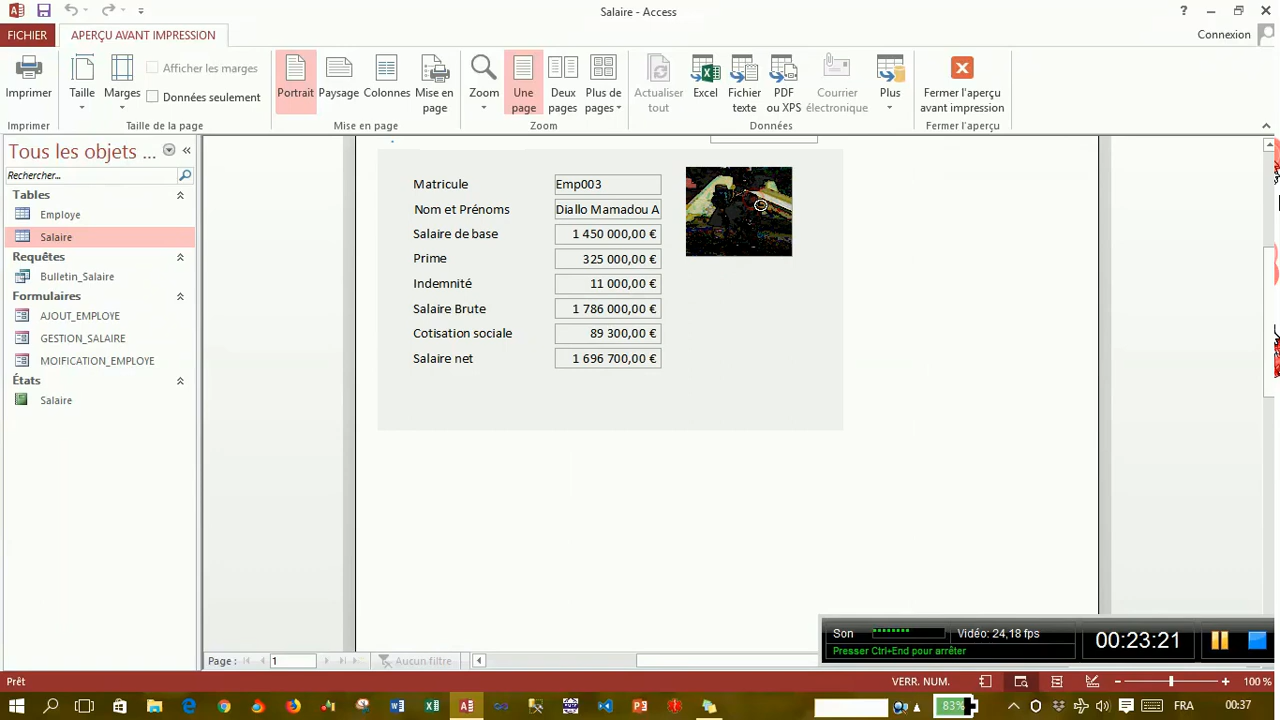 Salaire - Access
?
FICHIER
APERÇU AVANT IMPRESSION
Connexion
Imprimer
Taille
Marges
Afficher les marges
Données seulement
Portrait
Paysage
Colonnes
Mise en page
Zoom
Une page
Deux pages
Plus de pages
Actualiser tout
Excel
Fichier texte
PDF ou XPS
Courrier électronique
Plus
Fermer l'aperçu avant impression
Imprimer
Taille de la page
Mise en page
Zoom
Données
Fermer l'aperçu
Tous les objets ...
Rechercher...
Tables
Employe
Salaire
Requêtes
Bulletin_Salaire
Formulaires
AJOUT_EMPLOYE
GESTION_SALAIRE
MOIFICATION_EMPLOYE
États
Salaire
Matricule Emp003
Nom et Prénoms Diallo Mamadou A
Salaire de base 1 450 000,00 €
Prime 325 000,00 €
Indemnité 11 000,00 €
Salaire Brute 1 786 000,00 €
Cotisation sociale 89 300,00 €
Salaire net 1 696 700,00 €
Son
Vidéo: 24,18 fps
Presser Ctrl+End pour arrêter
00:23:21
Page : 1
Aucun filtre
Prêt
VERR. NUM.
100 %
83%
FR
00:37